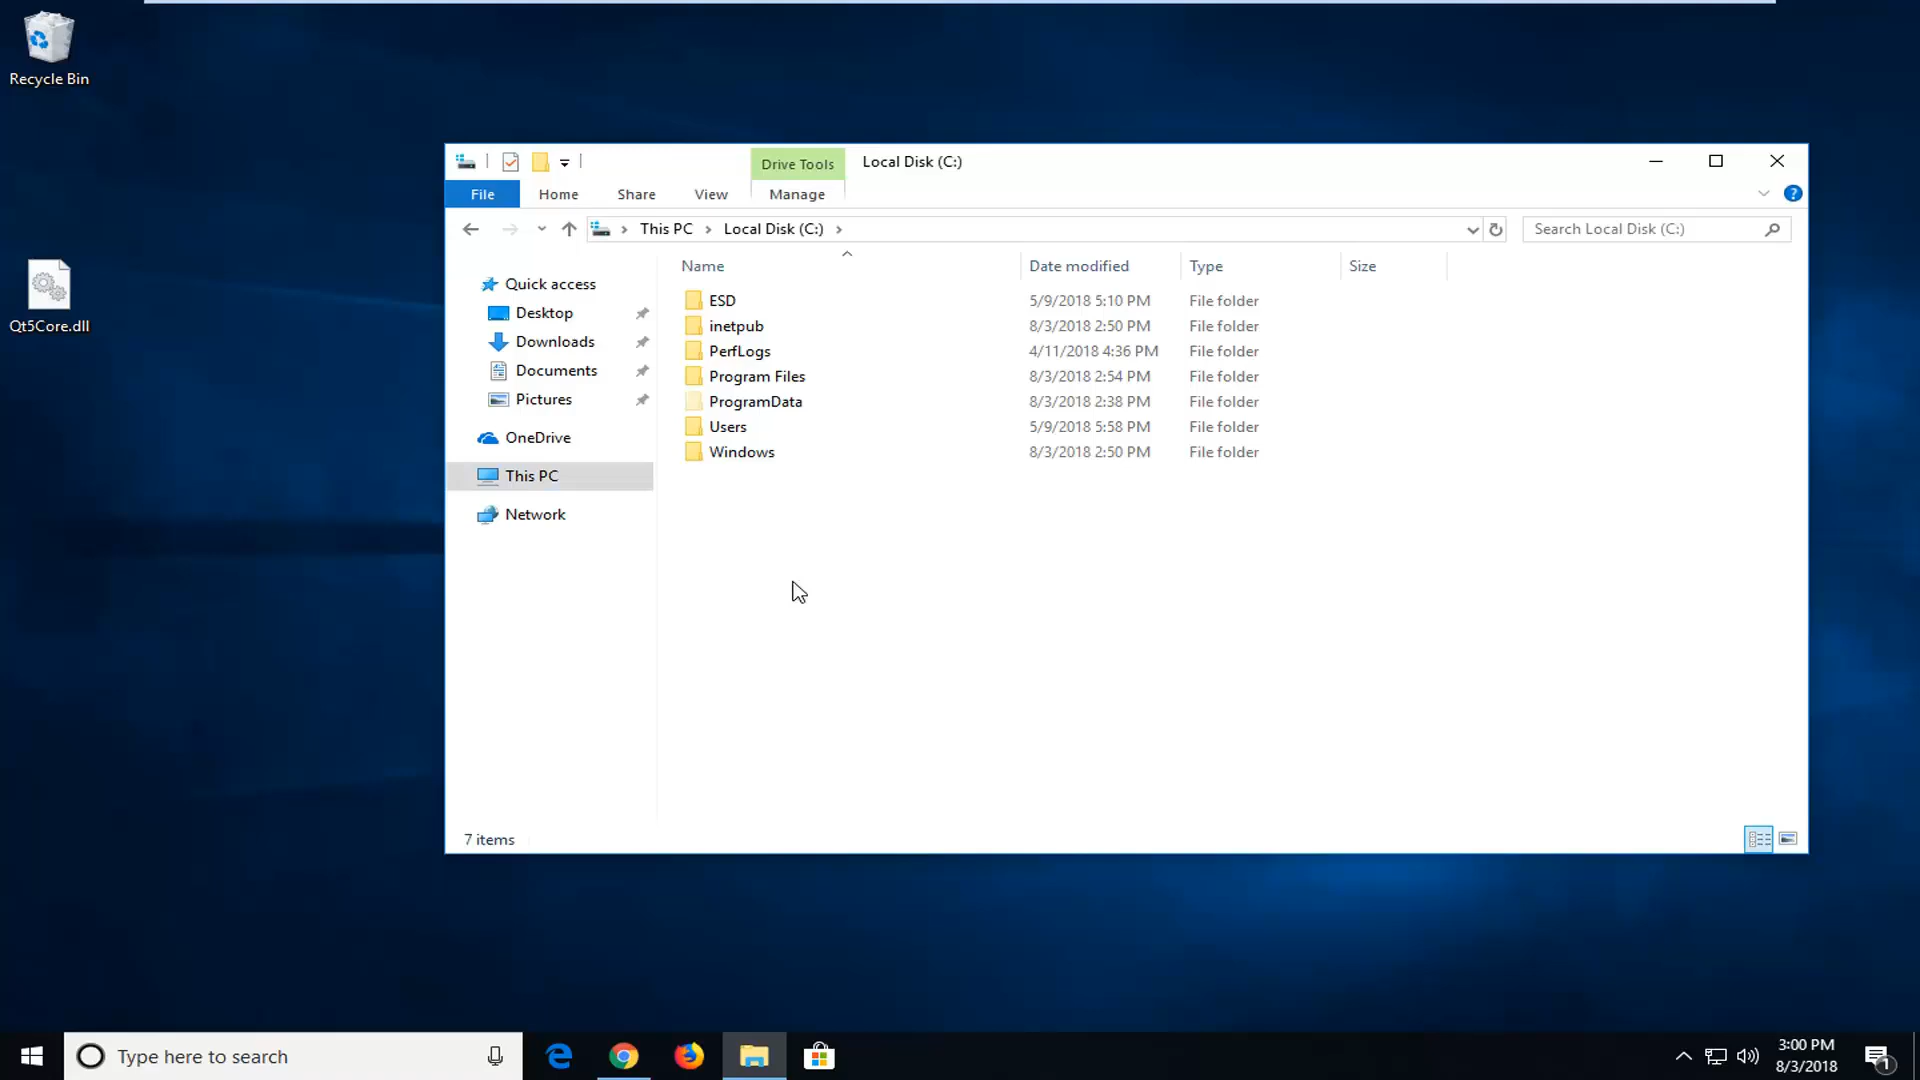 Recycle Bin
Qt5Core.dll
Drive Tools
Local Disk (C:)
File
Home
Share
View
Manage
?
This PC
Local Disk (C:)
Search Local Disk (C:)
Name
Date modified
Type
Size
Quick access
Desktop
Downloads
Documents
Pictures
OneDrive
This PC
Network
ESD 5/9/2018 5:10 PM File folder
inetpub 8/3/2018 2:50 PM File folder
PerfLogs 4/11/2018 4:36 PM File folder
Program Files 8/3/2018 2:54 PM File folder
ProgramData 8/3/2018 2:38 PM File folder
Users 5/9/2018 5:58 PM File folder
Windows 8/3/2018 2:50 PM File folder
7 items
Type here to search
3:00 PM
8/3/2018
1